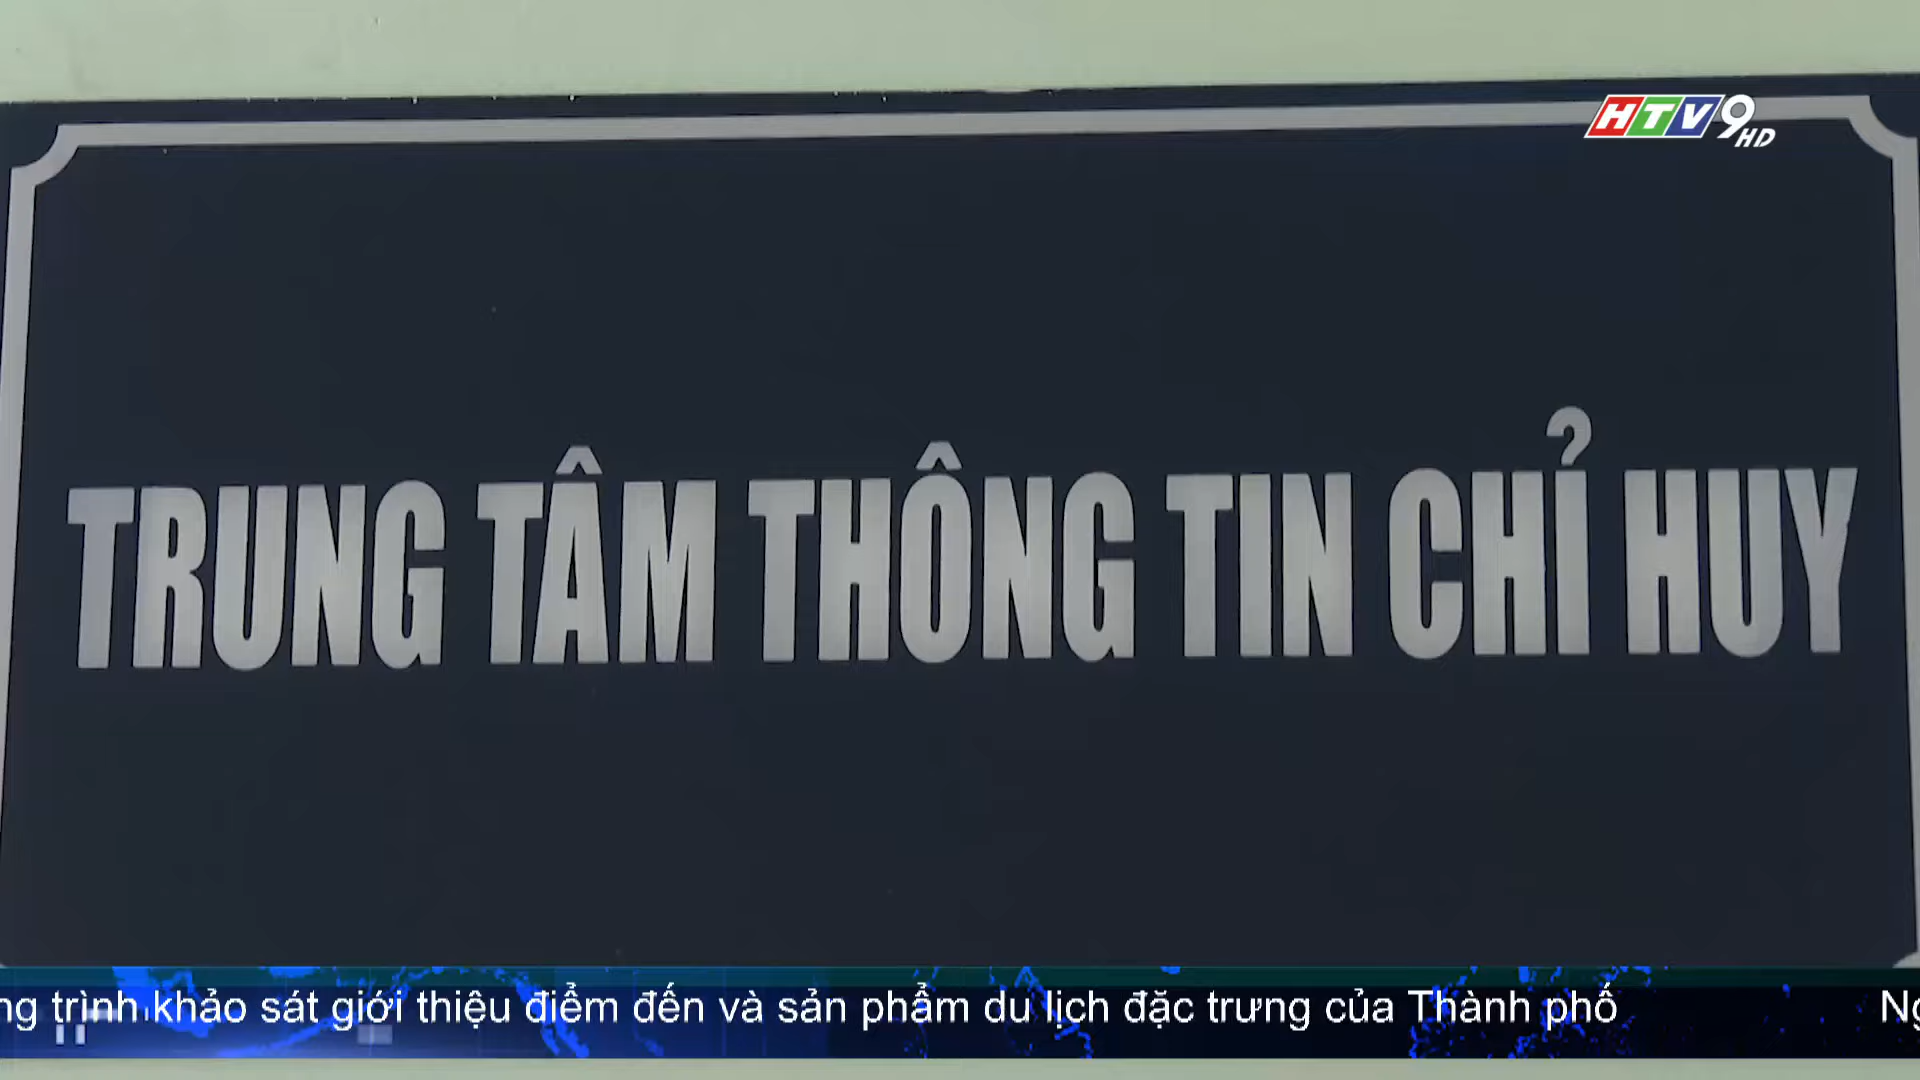 HTV9 HD
TRUNG TÂM THÔNG TIN CHỈ HUY
trình khảo sát giới thiệu điểm đến và sản phẩm du lịch đặc trưng của Thành phố